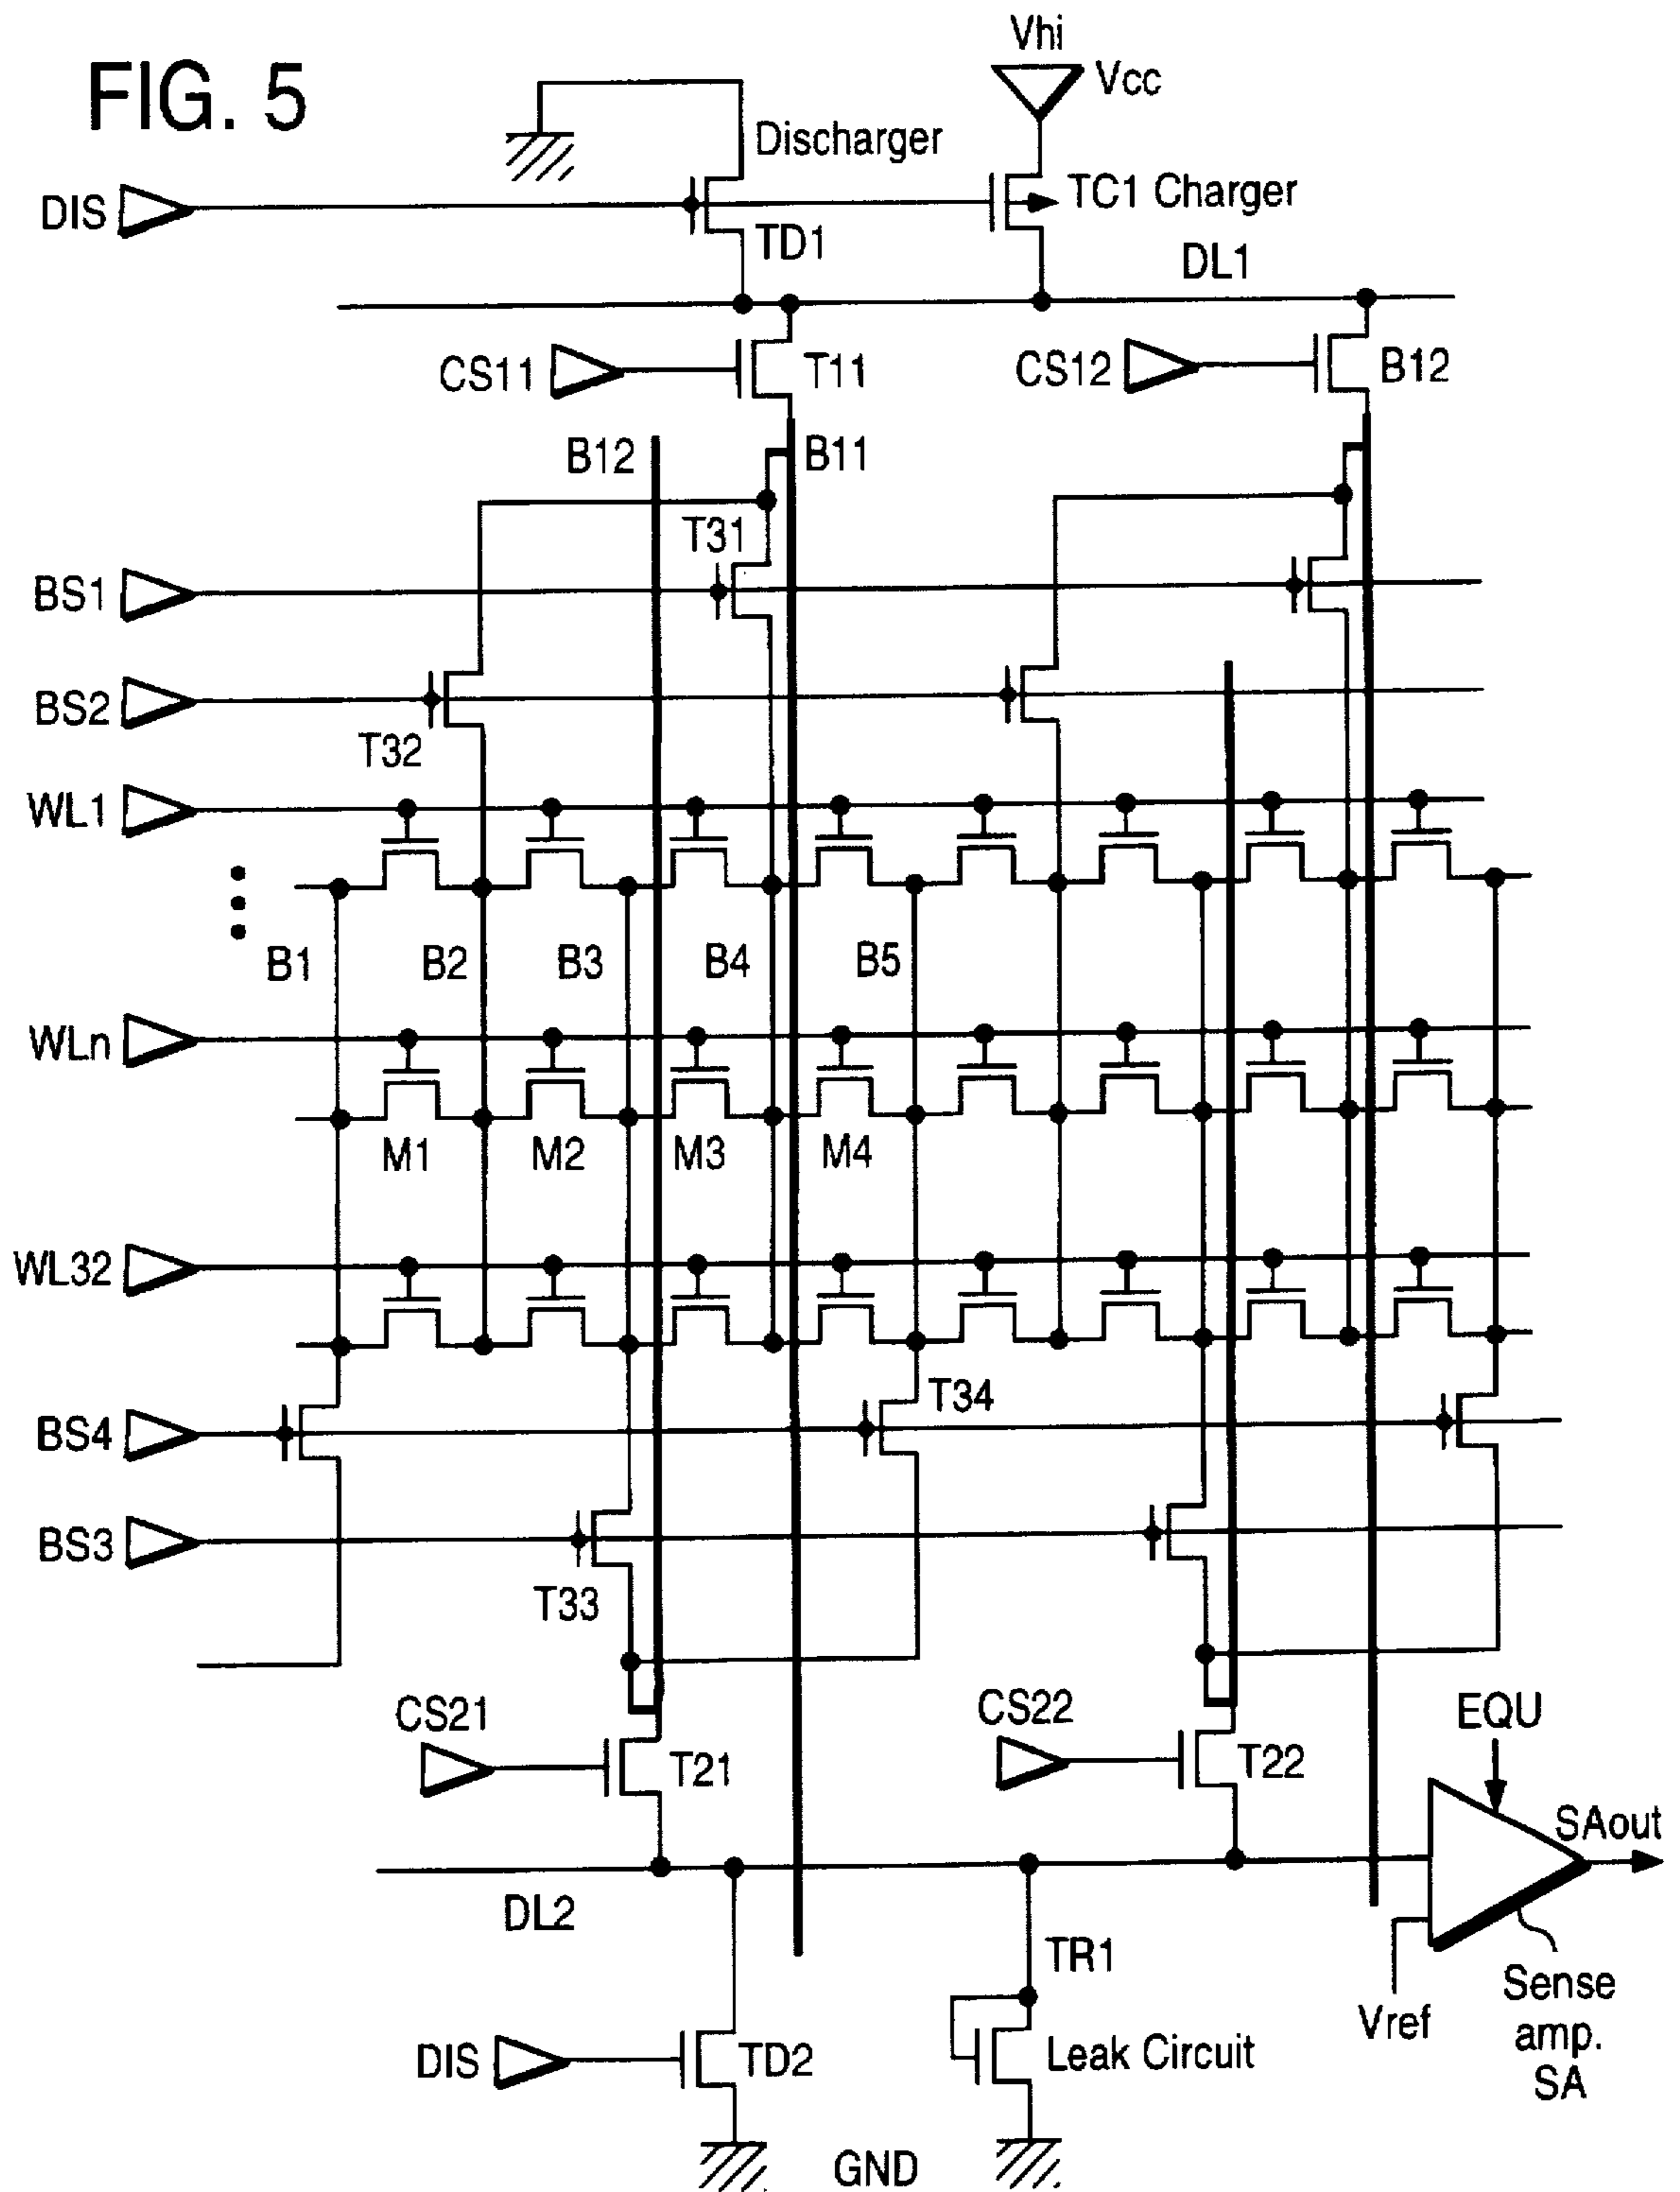 FIG. 5
Vhi
Vcc
Discharger
DIS
TC1 Charger
TD1
DL1
CS11
T11
CS12
B12
B12
B11
T31
BS1
BS2
T32
WL1
B1
B2
B3
B4
B5
WLn
M1
M2
M3
M4
WL32
T34
BS4
BS3
T33
CS21
CS22
EQU
T21
T22
SAout
DL2
TR1
Vref
Sense
amp.
SA
DIS
TD2
Leak Circuit
GND